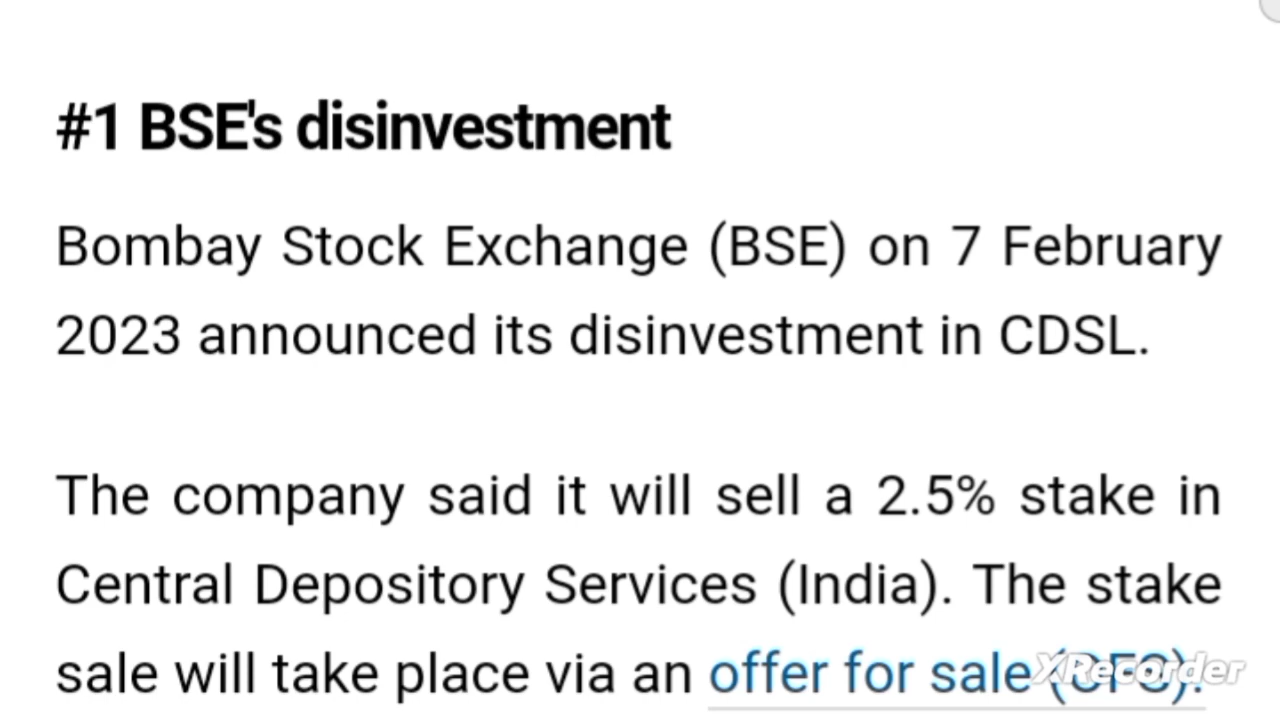 #1 BSE's disinvestment
Bombay Stock Exchange (BSE) on 7 February
2023 announced its disinvestment in CDSL.
The company said it will sell a 2.5% stake in
Central Depository Services (India). The stake
sale will take place via an offer for sale
XRecorder